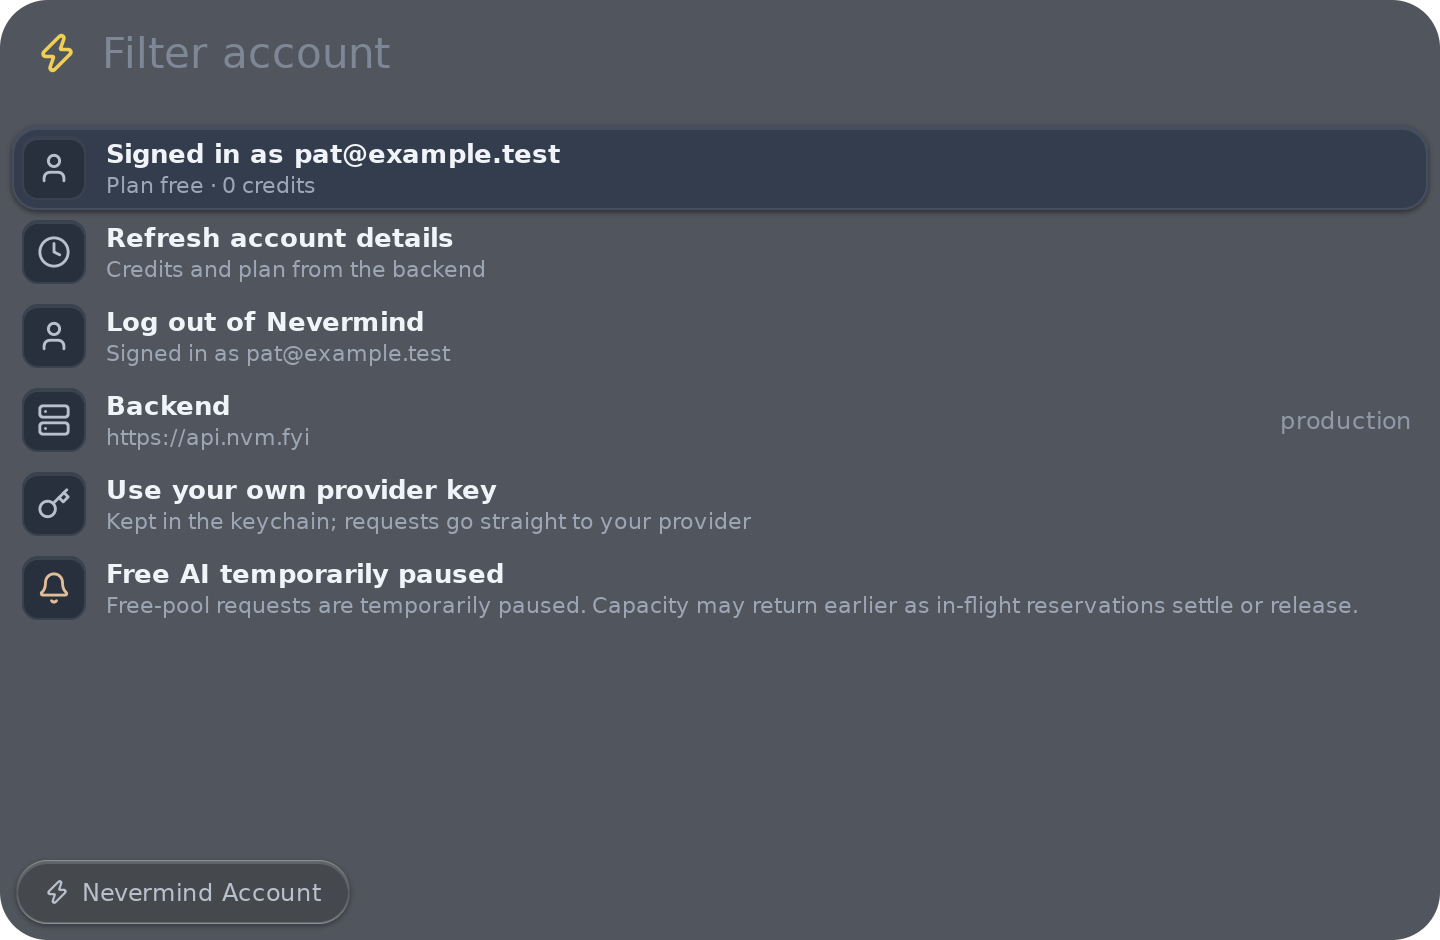 Filter account
Signed in as pat@example.test
Plan free · 0 credits
Refresh account details
Credits and plan from the backend
Log out of Nevermind
Signed in as pat@example.test
Backend
https://api.nvm.fyi
production
Use your own provider key
Kept in the keychain; requests go straight to your provider
Free AI temporarily paused
Free-pool requests are temporarily paused. Capacity may return earlier as in-flight reservations settle or release.
Nevermind Account